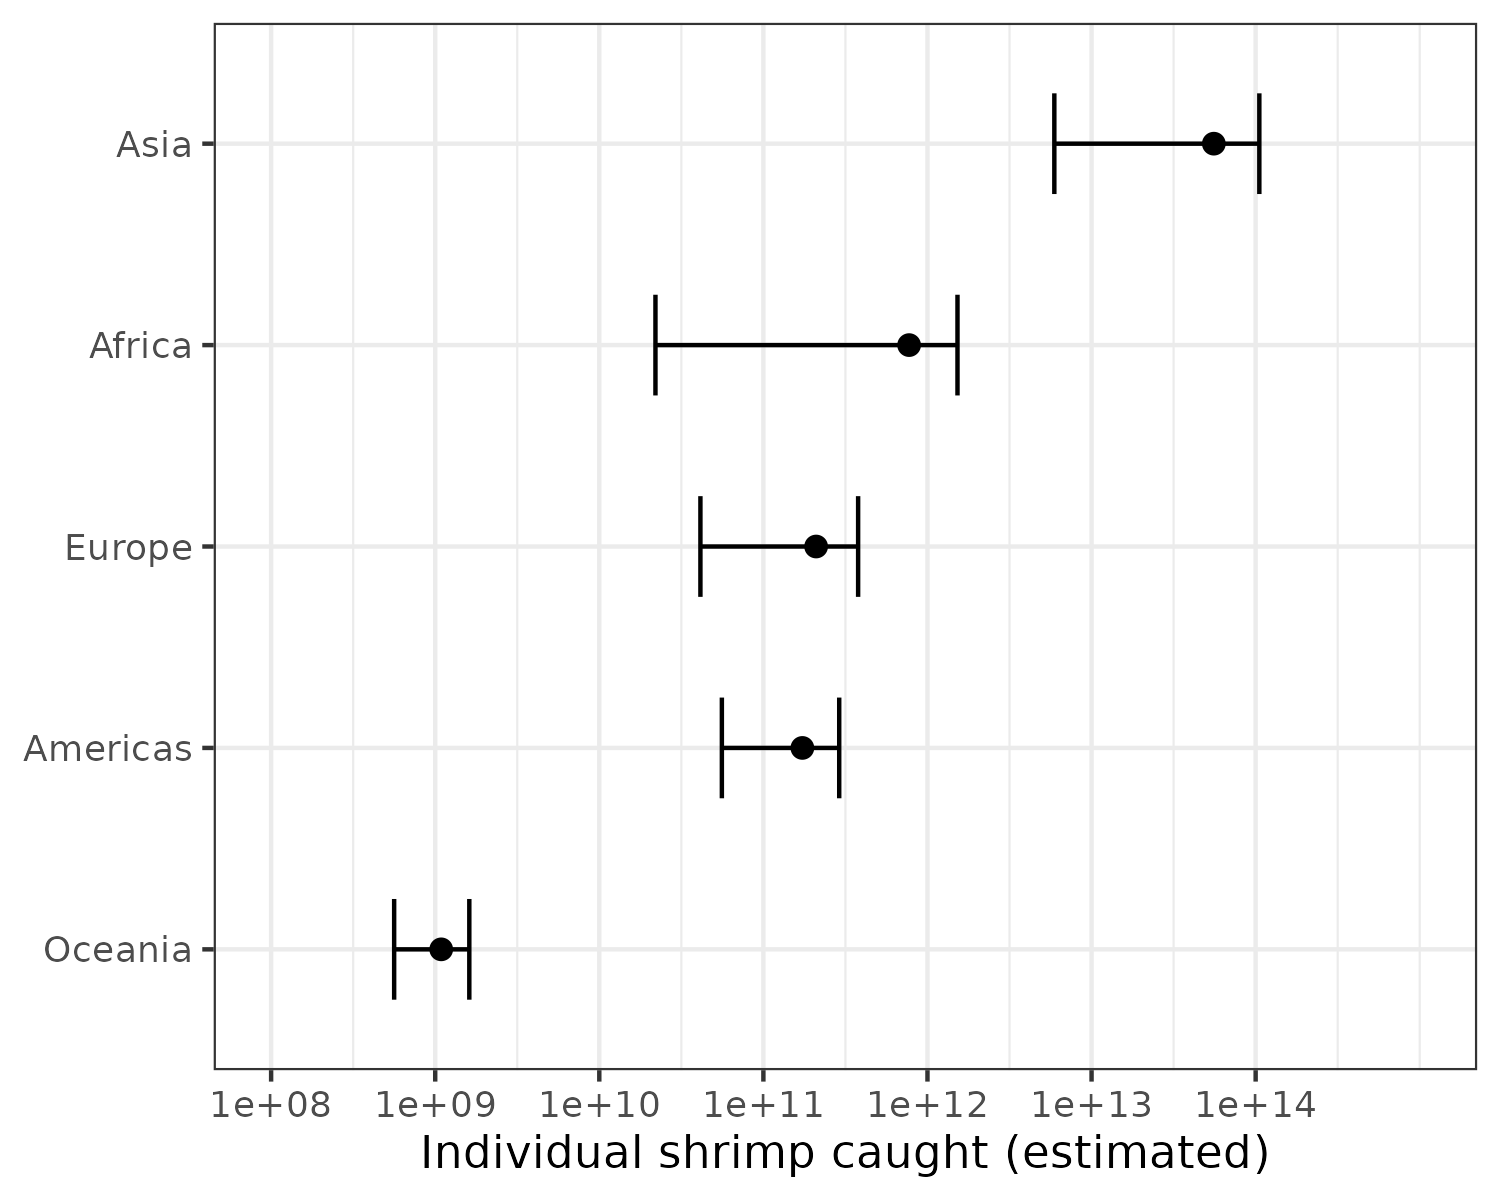 Asia
Africa
Europe
Americas
Oceania
1e+08 1e+09 1e+10 1e+11 1e+12 1e+13 1e+14
Individual shrimp caught (estimated)